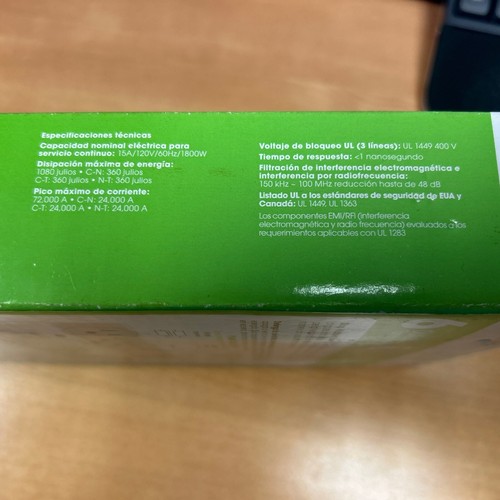 Especificaciones técnicas
Capacidad nominal eléctrica para
servicio continuo: 15A/120V/60Hz/1800W
Disipación máxima de energía:
1080 julios • C-N: 360 julios
C-T: 360 julios • N-T: 360 julios
Pico máximo de corriente:
72,000 A • C-N: 24,000 A
C-T: 24,000 A • N-T: 24,000 A
Voltaje de bloqueo UL (3 líneas): UL 1449 400 V
Tiempo de respuesta: <1 nanosegundo
Filtración de interferencia electromagnética e
interferencia por radiofrecuencia:
150 kHz – 100 MHz reducción hasta de 48 dB
Listado UL a los estándares de seguridad de EUA y
Canadá: UL 1449, UL 1363
Los componentes EMI/RFI (interferencia
electromagnética y radio frecuencia) evaluados a los
requerimientos aplicables con UL 1283